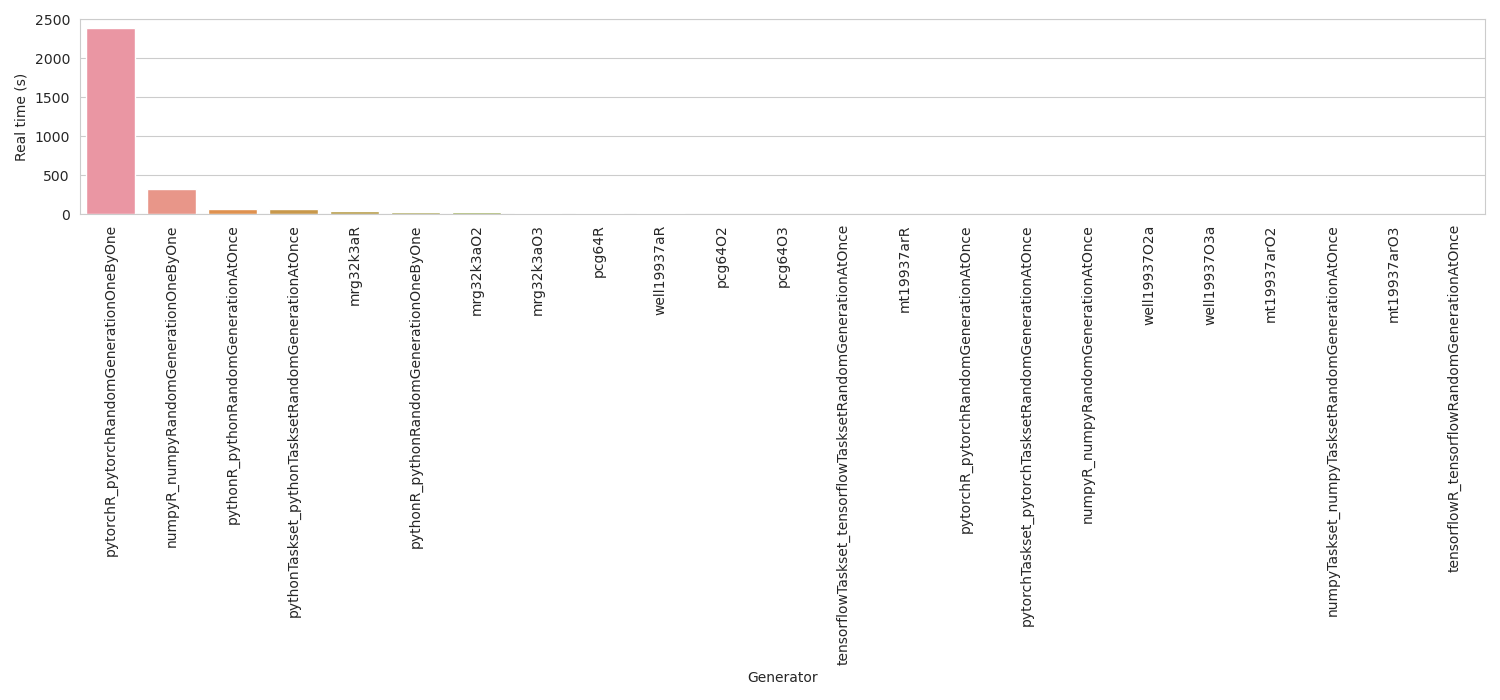 2500
2000
1500
1000
500
0
Real time (s)
pytorchR_pytorchRandomGenerationOneByOne
numpyR_numpyRandomGenerationOneByOne
pythonR_pythonRandomGenerationAtOnce
pythonTaskset_pythonTasksetRandomGenerationAtOnce
mrg32k3aR
pythonR_pythonRandomGenerationOneByOne
mrg32k3aO2
mrg32k3aO3
pcg64R
well19937aR
pcg64O2
pcg64O3
tensorflowTaskset_tensorflowTasksetRandomGenerationAtOnce
mt19937arR
pytorchR_pytorchRandomGenerationAtOnce
pytorchTaskset_pytorchTasksetRandomGenerationAtOnce
numpyR_numpyRandomGenerationAtOnce
well19937O2a
well19937O3a
mt19937arO2
numpyTaskset_numpyTasksetRandomGenerationAtOnce
mt19937arO3
tensorflowR_tensorflowRandomGenerationAtOnce
Generator